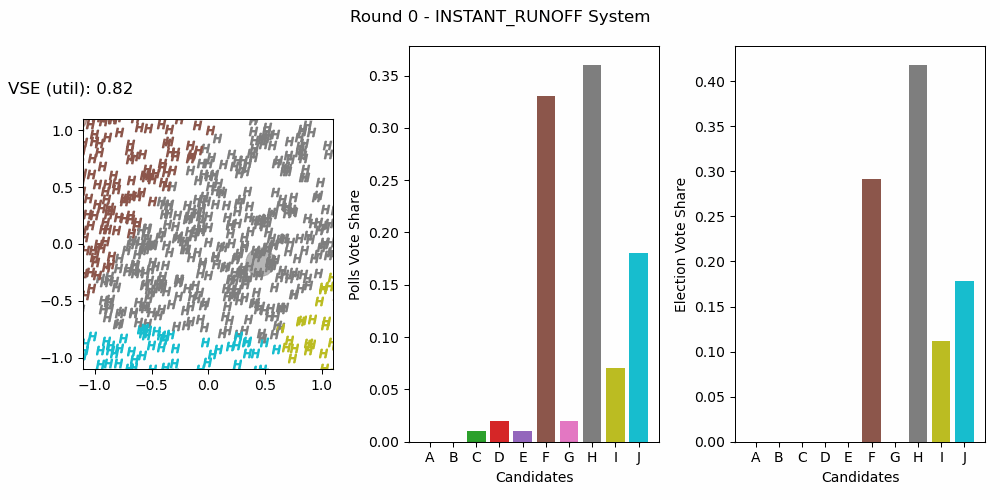 Round 0 - INSTANT_RUNOFF System
VSE (util): 0.82
1.0
0.5
0.0
−0.5
−1.0
−1.0 −0.5 0.0 0.5 1.0
Polls Vote Share
0.35
0.30
0.25
0.20
0.15
0.10
0.05
0.00
A B C D E F G H I J
Candidates
Election Vote Share
0.40
0.35
0.30
0.25
0.20
0.15
0.10
0.05
0.00
A B C D E F G H I J
Candidates